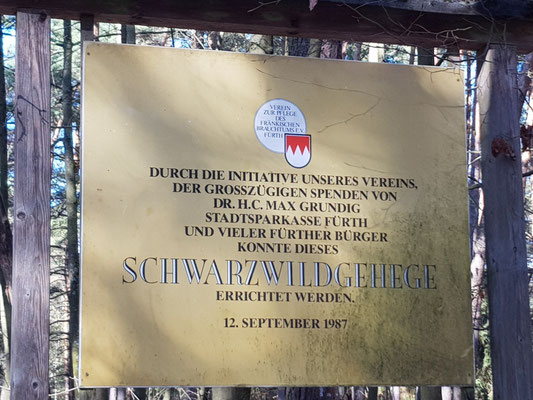 VEREIN
ZUR PFLEGE
DES
FRÄNKISCHEN
BRAUCHTUMS E.V.
FÜRTH
DURCH DIE INTITIATIVE UNSERES VEREINS,
DER GROSSZÜGIGEN SPENDEN VON
DR. H.C. MAX GRUNDIG
STADTSPARKASSE FÜRTH
UND VIELER FÜRTHER BÜRGER
KONNTE DIESES
SCHWARZWILDGEHEGE
ERRICHTET WERDEN.
12. SEPTEMBER 1987